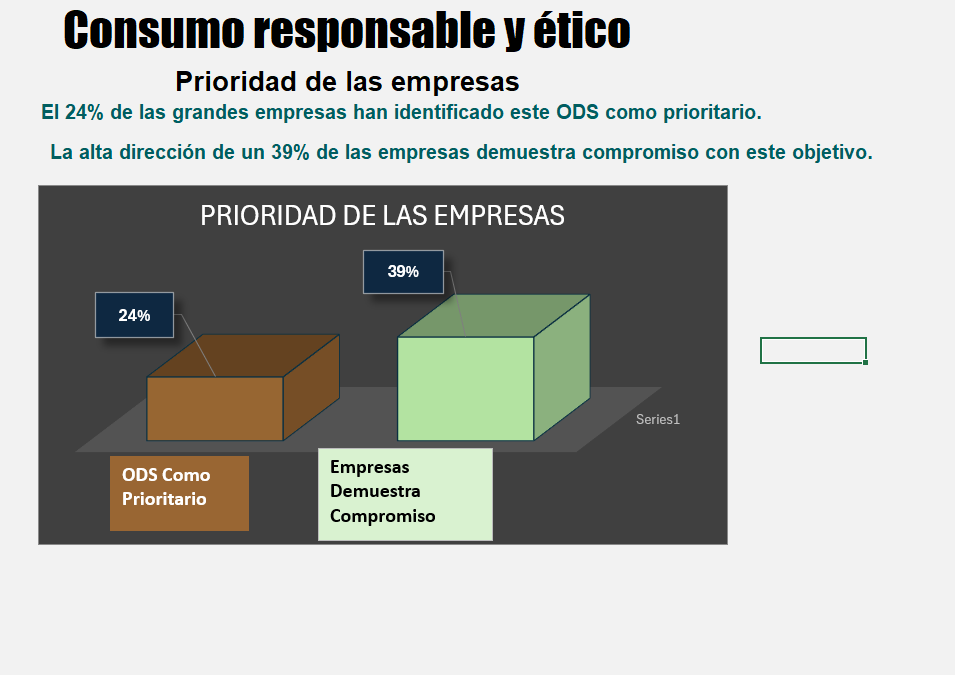 Consumo responsable y ético
Prioridad de las empresas
El 24% de las grandes empresas han identificado este ODS como prioritario.
La alta dirección de un 39% de las empresas demuestra compromiso con este objetivo.
PRIORIDAD DE LAS EMPRESAS
39%
24%
Series1
ODS Como
Prioritario
Empresas
Demuestra
Compromiso